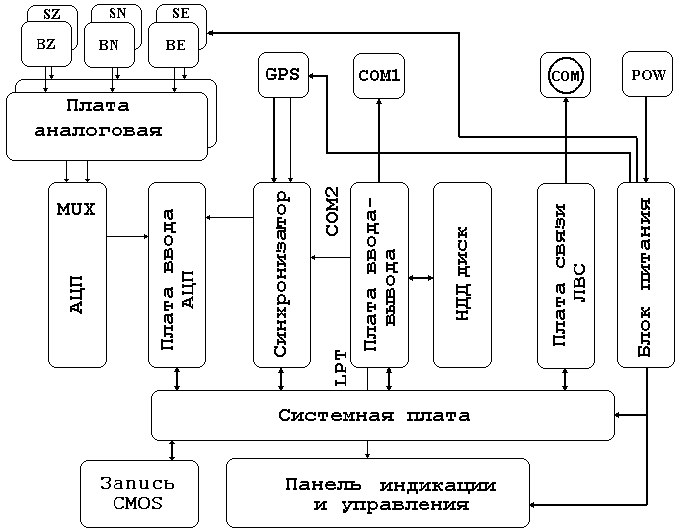 SZ
SN
SE
BZ
BN
BE
GPS
COM1
COM
POW
Плата
аналоговая
MUX
АЦП
Плата ввода
АЦП
Синхронизатор
COM2
Плата ввода-
вывода
НДД диск
Плата связи
ЛВС
Блок питания
LPT
Системная плата
Запись
CMOS
Панель индикации
и управления